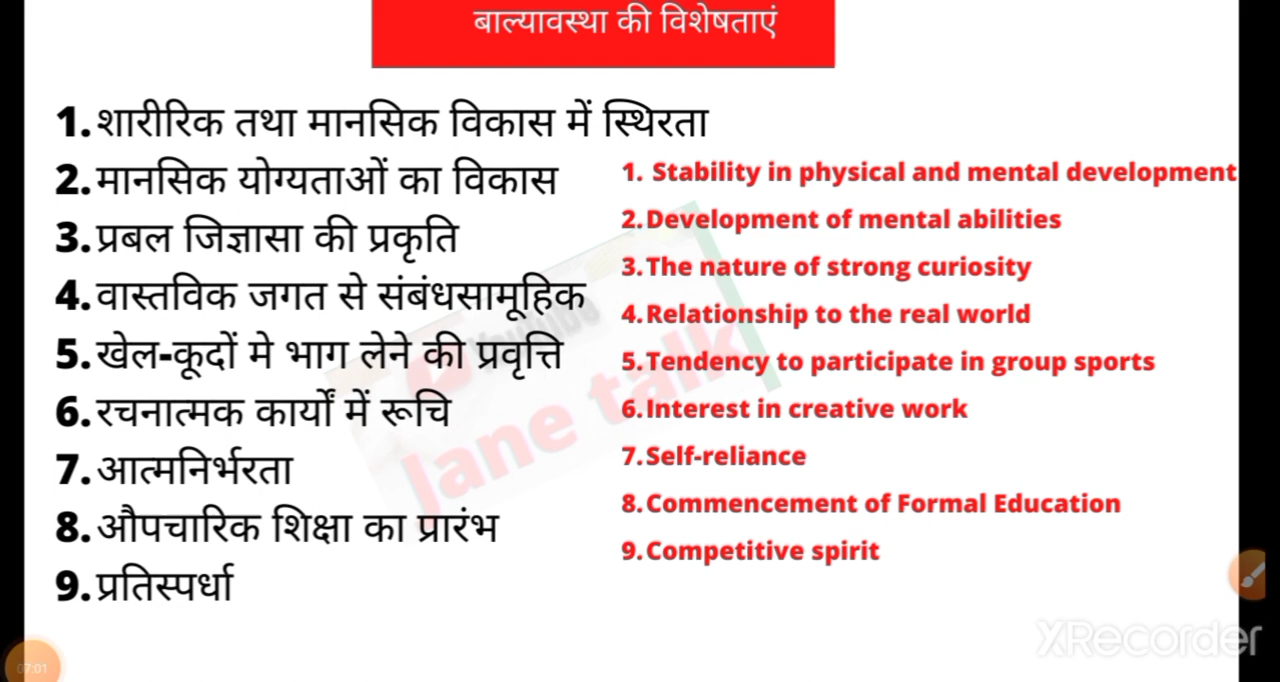 बाल्यावस्था की विशेषताएं
1. शारीरिक तथा मानसिक विकास में स्थिरता
2. मानसिक योग्यताओं का विकास
3. प्रबल जिज्ञासा की प्रकृति
4. वास्तविक जगत से संबंधसामूहिक
5. खेल-कूदों मे भाग लेने की प्रवृत्ति
6. रचनात्मक कार्यों में रूचि
7. आत्मनिर्भरता
8. औपचारिक शिक्षा का प्रारंभ
9. प्रतिस्पर्धा
1. Stability in physical and mental development
2. Development of mental abilities
3. The nature of strong curiosity
4. Relationship to the real world
5. Tendency to participate in group sports
6. Interest in creative work
7. Self-reliance
8. Commencement of Formal Education
9. Competitive spirit
YouTube
Jane talk
07:01
XRecorder